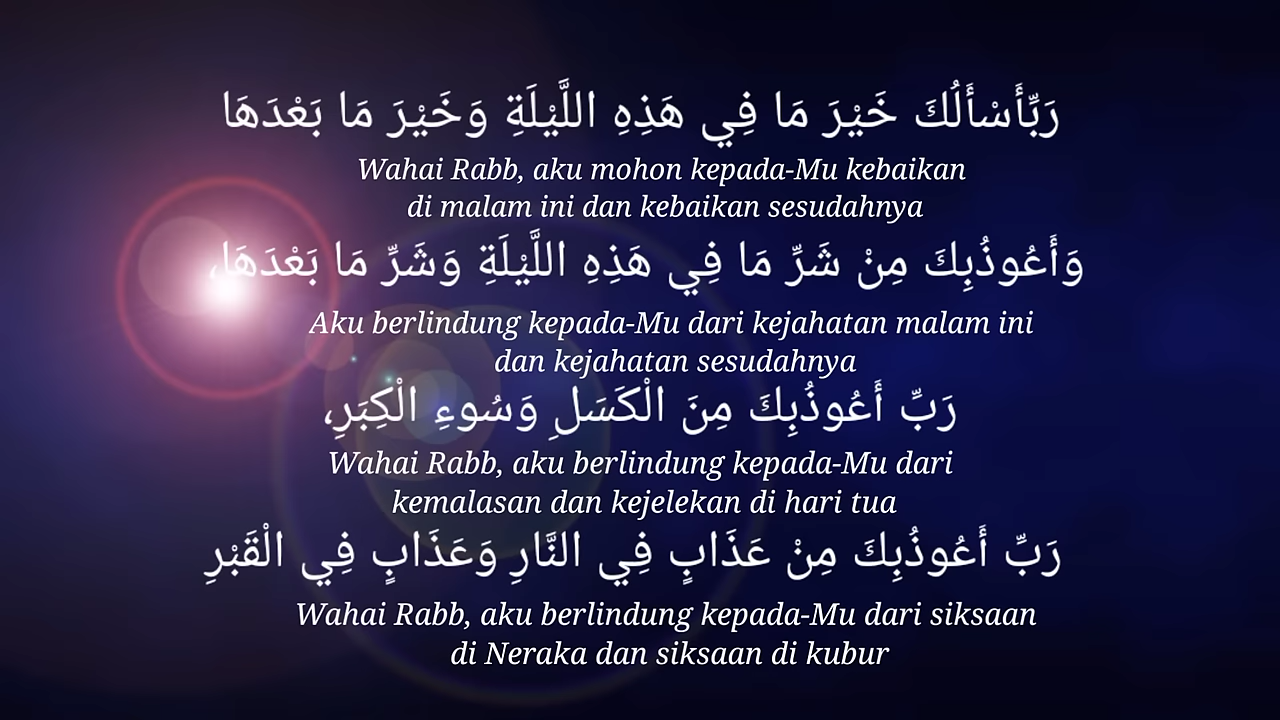 رَبِّأَسْأَلُكَ خَيْرَ مَا فِي هَذِهِ اللَّيْلَةِ وَخَيْرَ مَا بَعْدَهَا
Wahai Rabb, aku mohon kepada-Mu kebaikan
di malam ini dan kebaikan sesudahnya
وَأَعُوذُبِكَ مِنْ شَرِّ مَا فِي هَذِهِ اللَّيْلَةِ وَشَرِّ مَا بَعْدَهَا،
Aku berlindung kepada-Mu dari kejahatan malam ini
dan kejahatan sesudahnya
رَبِّ أَعُوذُبِكَ مِنَ الْكَسَلِ وَسُوءِ الْكِبَرِ،
Wahai Rabb, aku berlindung kepada-Mu dari
kemalasan dan kejelekan di hari tua
رَبِّ أَعُوذُبِكَ مِنْ عَذَابٍ فِي النَّارِ وَعَذَابٍ فِي الْقَبْرِ
Wahai Rabb, aku berlindung kepada-Mu dari siksaan
di Neraka dan siksaan di kubur